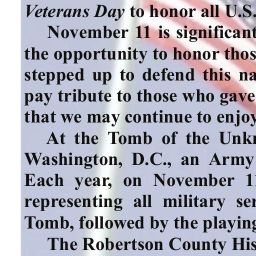 Veterans Day to honor all U.S.
November 11 is significant
the opportunity to honor thos
stepped up to defend this na
pay tribute to those who gave
that we may continue to enjoy
At the Tomb of the Unk
Washington, D.C., an Army
Each year, on November 1
representing all military ser
Tomb, followed by the playing
The Robertson County His